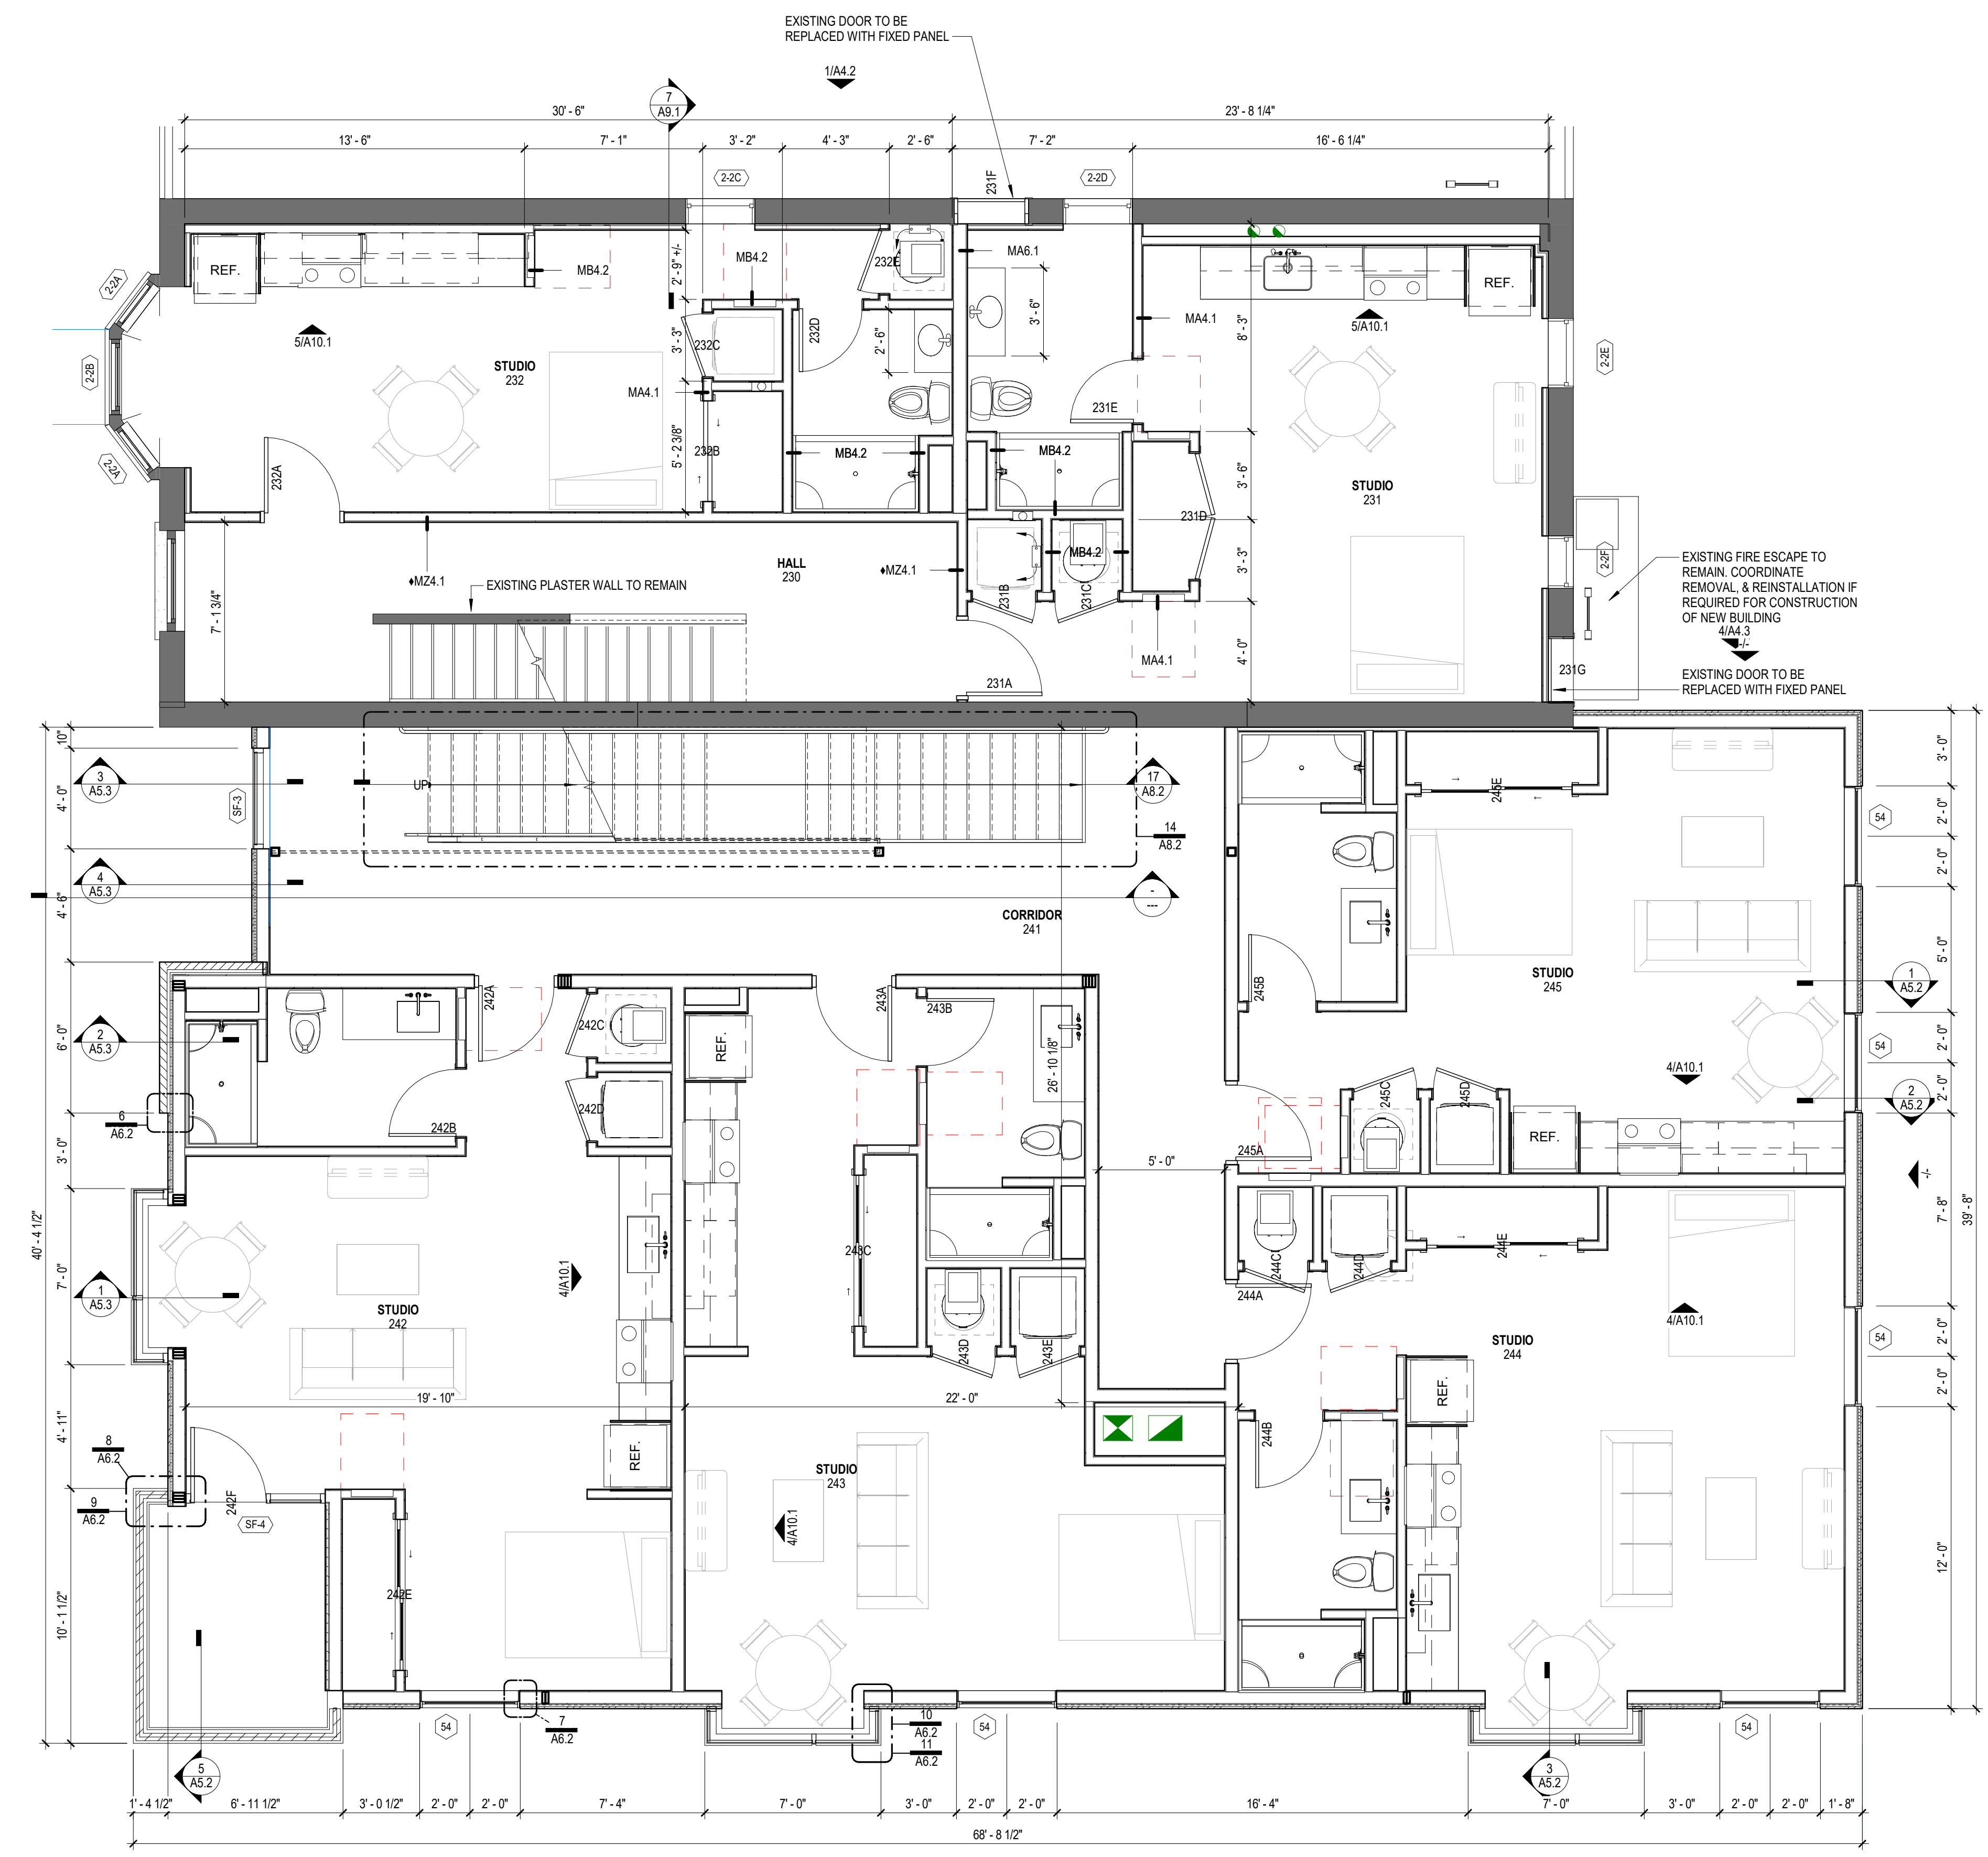 EXISTING DOOR TO BE
REPLACED WITH FIXED PANEL
1/A4.2
7
A9.1
30' - 6"
23' - 8 1/4"
13' - 6"
7' - 1"
3' - 2"
4' - 3"
2' - 6"
7' - 2"
16' - 6 1/4"
2-2C
231F
2-2D
REF.
MB4.2
2' - 9" +/-
MB4.2
232E
MA6.1
REF.
2-2A
5/A10.1
232C
3' - 3"
232D
2' - 6"
3' - 6"
MA4.1
8' - 3"
5/A10.1
2-2B
STUDIO
232
MA4.1
2-2E
231E
2-2A
232A
5' - 2 3/8"
232B
MB4.2
MB4.2
3' - 6"
STUDIO
231
231D
HALL
230
♦MZ4.1
♦MZ4.1
MB4.2
3' - 3"
2-2F
EXISTING PLASTER WALL TO REMAIN
7' - 1 3/4"
231B
231C
EXISTING FIRE ESCAPE TO
REMAIN. COORDINATE
REMOVAL, & REINSTALLATION IF
REQUIRED FOR CONSTRUCTION
OF NEW BUILDING
4/A4.3
-/-
MA4.1
4' - 0"
231A
231G
EXISTING DOOR TO BE
REPLACED WITH FIXED PANEL
10"
3' - 0"
3
A5.3
4' - 0"
SF-3
UP
17
A8.2
245E
2' - 0"
54
14
A8.2
2' - 0"
4
A5.3
4' - 6"
-
---
CORRIDOR
241
5' - 0"
STUDIO
245
1
A5.2
242A
243A
243B
245B
2
A5.3
6' - 0"
242C
REF.
26' - 10 1/8"
2' - 0"
54
4/A10.1
6
A6.2
242B
242D
245C
245D
2' - 0"
2
A5.2
REF.
3' - 0"
245A
5' - 0"
-/-
40' - 4 1/2"
7' - 8"
39' - 8"
243C
244C
244D
244E
1
A5.3
7' - 0"
STUDIO
242
4/A10.1
244A
4/A10.1
243D
243E
STUDIO
244
2' - 0"
54
19' - 10"
22' - 0"
REF.
2' - 0"
4' - 11"
8
A6.2
REF.
STUDIO
243
244B
9
A6.2
242F
SF-4
4/A10.1
12' - 0"
10' - 1 1/2"
242E
54
7
A6.2
10
A6.2
11
A6.2
54
54
5
A5.2
3
A5.2
1' - 4 1/2"
6' - 11 1/2"
3' - 0 1/2"
2' - 0"
2' - 0"
7' - 4"
7' - 0"
3' - 0"
2' - 0"
2' - 0"
16' - 4"
7' - 0"
3' - 0"
2' - 0"
2' - 0"
1' - 8"
68' - 8 1/2"